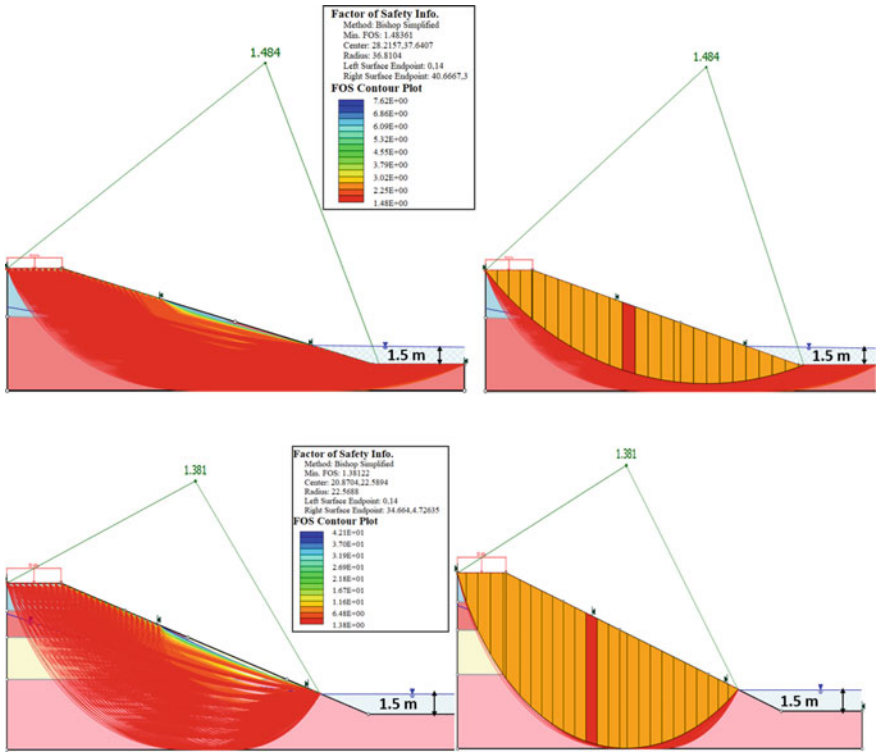 Factor of Safety Info.
Method: Bishop Simplified
Min. FOS: 1.48361
Center: 28.2157,37.6407
Radius: 36.8104
Left Surface Endpoint: 0,14
Right Surface Endpoint: 40.6667,3
FOS Contour Plot
7.62E+00
6.86E+00
6.09E+00
5.32E+00
4.55E+00
3.79E+00
3.02E+00
2.25E+00
1.48E+00
1.484
1.5 m
1.484
1.5 m
Factor of Safety Info.
Method: Bishop Simplified
Min. FOS: 1.38122
Center: 20.8704,22.5894
Radius: 22.5688
Left Surface Endpoint: 0,14
Right Surface Endpoint: 34.664,4.72635
FOS Contour Plot
4.21E+01
3.70E+01
3.19E+01
2.69E+01
2.18E+01
1.67E+01
1.16E+01
6.48E+00
1.38E+00
1.381
1.5 m
1.381
1.5 m